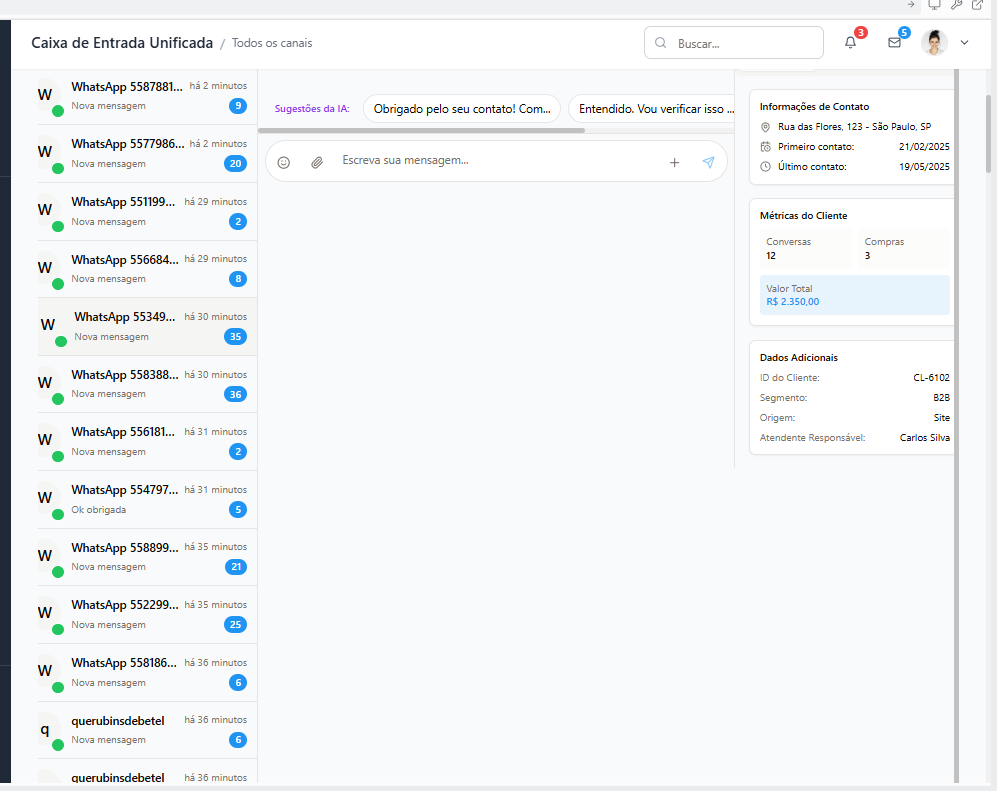 Caixa de Entrada Unificada / Todos os canais
Buscar...
3
5
WhatsApp 5587881... há 2 minutos
Nova mensagem 9
WhatsApp 5577986... há 2 minutos
Nova mensagem 20
WhatsApp 551199... há 29 minutos
Nova mensagem 2
WhatsApp 556684... há 29 minutos
Nova mensagem 8
WhatsApp 55349... há 30 minutos
Nova mensagem 35
WhatsApp 558388... há 30 minutos
Nova mensagem 36
WhatsApp 556181... há 31 minutos
Nova mensagem 2
WhatsApp 554797... há 31 minutos
Ok obrigada 5
WhatsApp 558899... há 35 minutos
Nova mensagem 21
WhatsApp 552299... há 35 minutos
Nova mensagem 25
WhatsApp 558186... há 36 minutos
Nova mensagem 6
querubinsdebetel há 36 minutos
Nova mensagem 6
querubinsdebetel há 36 minutos
W
W
W
W
W
W
W
W
W
W
W
q
Sugestões da IA: Obrigado pelo seu contato! Com... Entendido. Vou verificar isso ...
Escreva sua mensagem...
Informações de Contato
Rua das Flores, 123 - São Paulo, SP
Primeiro contato: 21/02/2025
Último contato: 19/05/2025
Métricas do Cliente
Conversas Compras
12 3
Valor Total
R$ 2.350,00
Dados Adicionais
ID do Cliente: CL-6102
Segmento: B2B
Origem: Site
Atendente Responsável: Carlos Silva